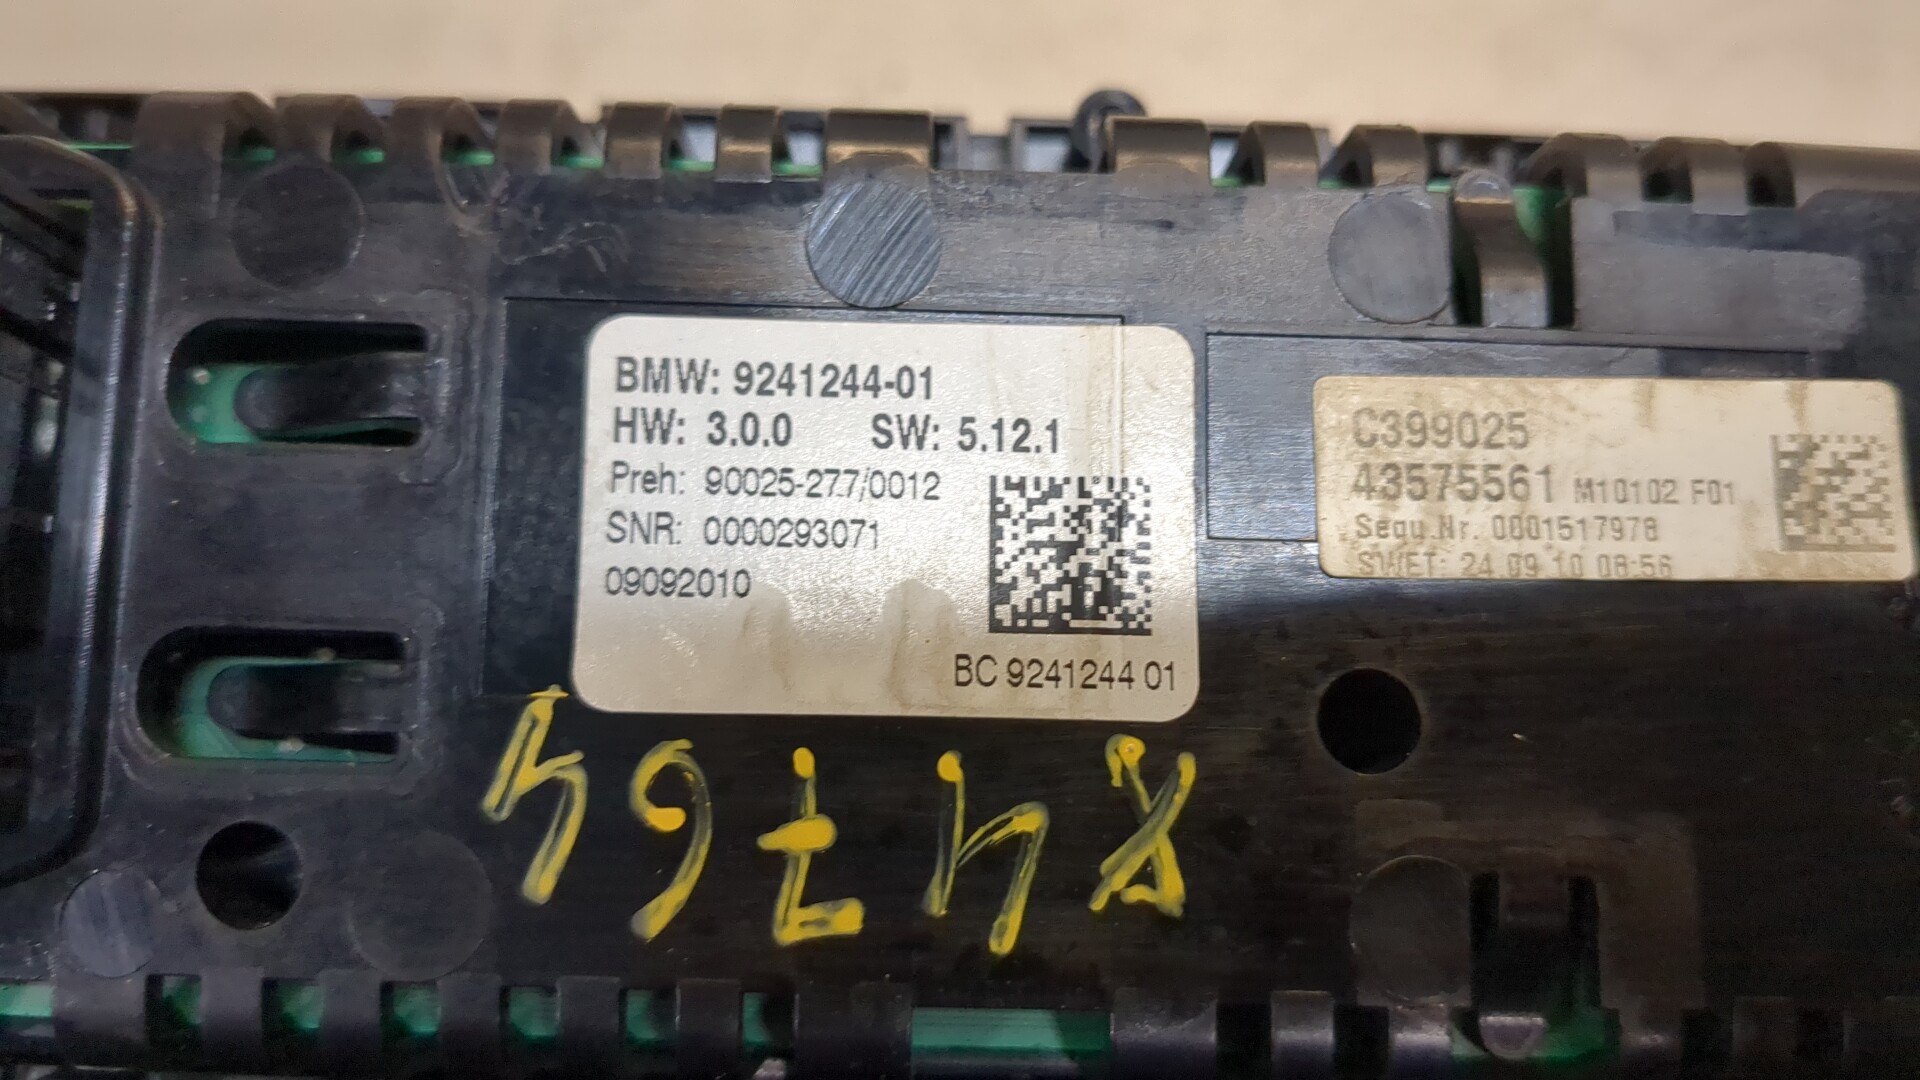 BMW: 9241244-01
HW: 3.0.0 SW: 5.12.1
Preh: 90025-277/0012
SNR: 0000293071
09092010
BC 9241244 01
C399025
43575561 M10102 F01
Sequ.Nr. 0001517978
SWET: 24.09.10 08:56